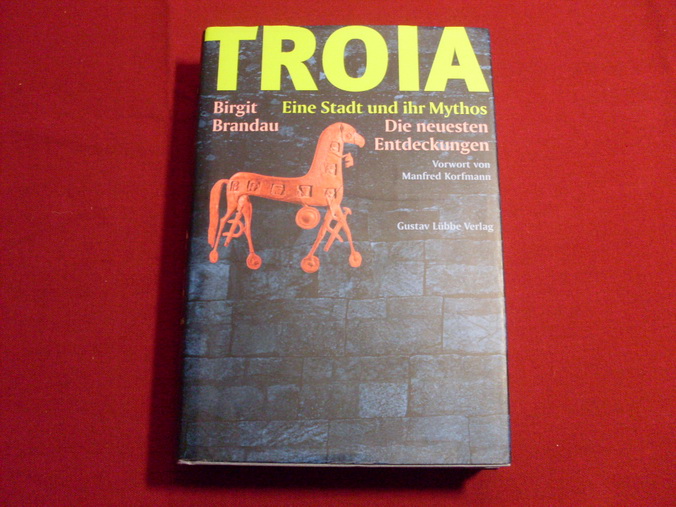 TROIA
Birgit Brandau
Eine Stadt und ihr Mythos
Die neuesten
Entdeckungen
Vorwort von
Manfred Korfmann
Gustav Lübbe Verlag